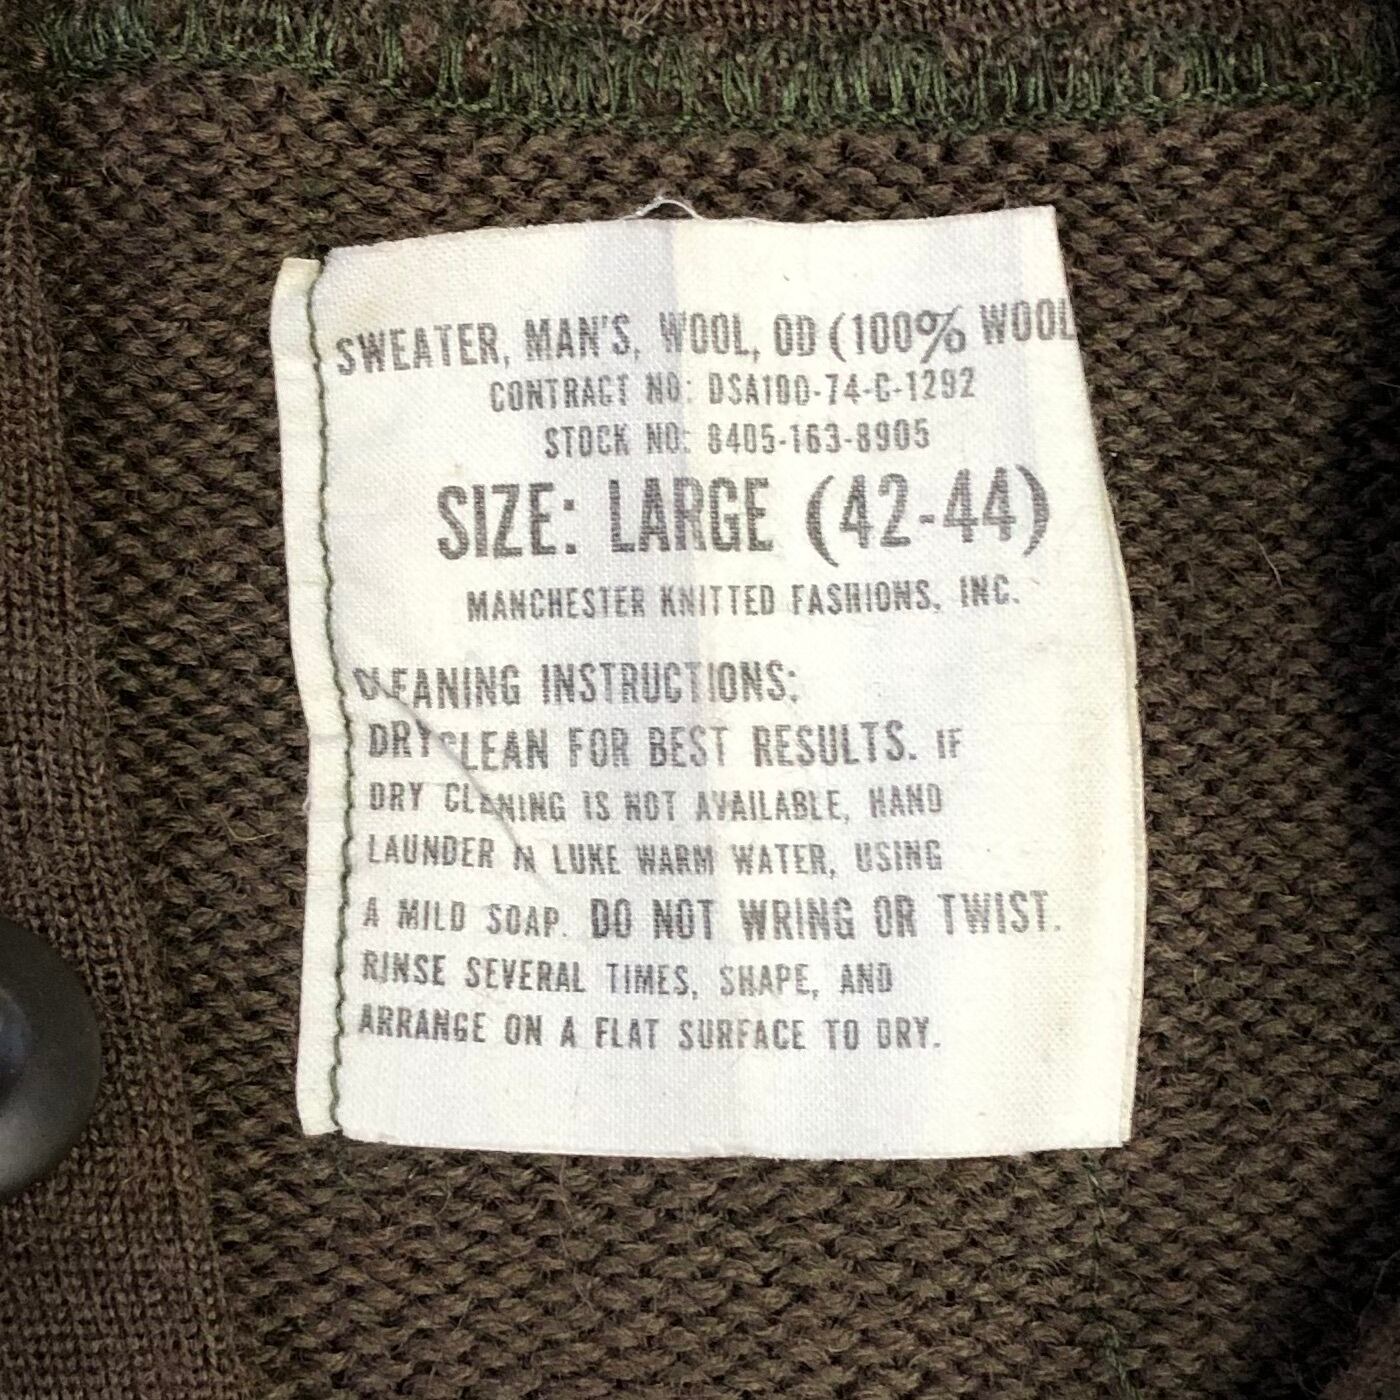 SWEATER, MAN'S, WOOL, OD (100% WOOL
CONTRACT NO: DSA100-74-C-1292
STOCK NO: 8405-163-8905
SIZE: LARGE (42-44)
MANCHESTER KNITTED FASHIONS, INC.
CLEANING INSTRUCTIONS:
DRYCLEAN FOR BEST RESULTS. IF
DRY CLEANING IS NOT AVAILABLE, HAND
LAUNDER IN LUKE WARM WATER, USING
A MILD SOAP. DO NOT WRING OR TWIST.
RINSE SEVERAL TIMES, SHAPE, AND
ARRANGE ON A FLAT SURFACE TO DRY.